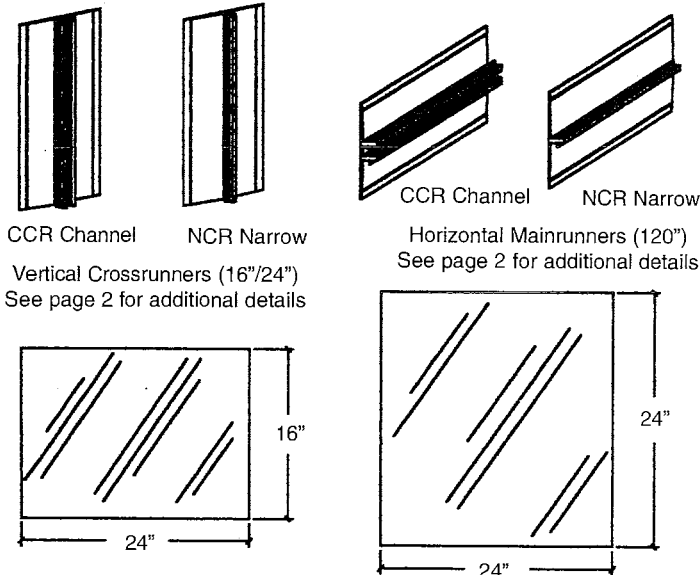 CCR Channel
NCR Narrow
Vertical Crossrunners (16”/24”)
See page 2 for additional details
CCR Channel
NCR Narrow
Horizontal Mainrunners (120”)
See page 2 for additional details
16”
24”
24”
24”